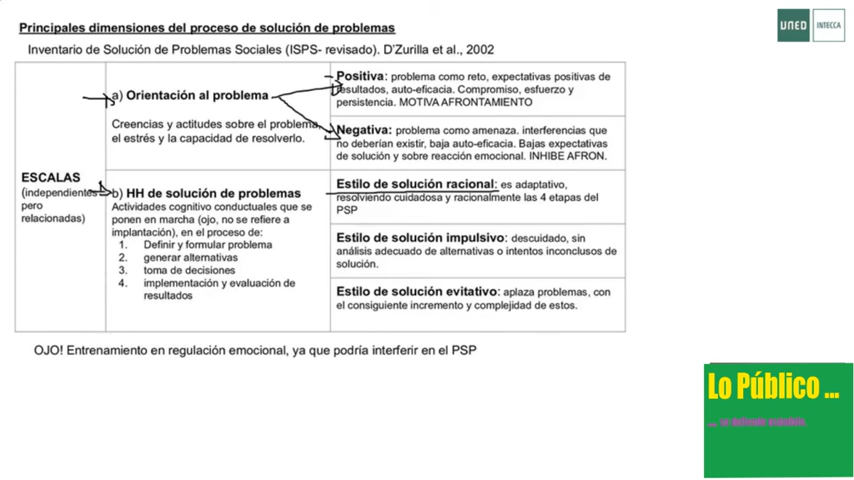 Principales dimensiones del proceso de solución de problemas
UNED
INTECCA
Inventario de Solución de Problemas Sociales (ISPS- revisado). D'Zurilla et al., 2002
ESCALAS
(independientes
pero
relacionadas)
a) Orientación al problema
Creencias y actitudes sobre el problema,
el estrés y la capacidad de resolverlo.
Positiva: problema como reto, expectativas positivas de
resultados, auto-eficacia. Compromiso, esfuerzo y
persistencia. MOTIVA AFRONTAMIENTO
Negativa: problema como amenaza. interferencias que
no deberían existir, baja auto-eficacia. Bajas expectativas
de solución y sobre reacción emocional. INHIBE AFRON.
b) HH de solución de problemas
Actividades cognitivo conductuales que se
ponen en marcha (ojo, no se refiere a
implantación), en el proceso de:
1. Definir y formular problema
2. generar alternativas
3. toma de decisiones
4. implementación y evaluación de
resultados
Estilo de solución racional: es adaptativo,
resolviendo cuidadosa y racionalmente las 4 etapas del
PSP
Estilo de solución impulsivo: descuidado, sin
análisis adecuado de alternativas o intentos inconclusos de
solución.
Estilo de solución evitativo: aplaza problemas, con
el consiguiente incremento y complejidad de estos.
OJO! Entrenamiento en regulación emocional, ya que podría interferir en el PSP
Lo Público ...